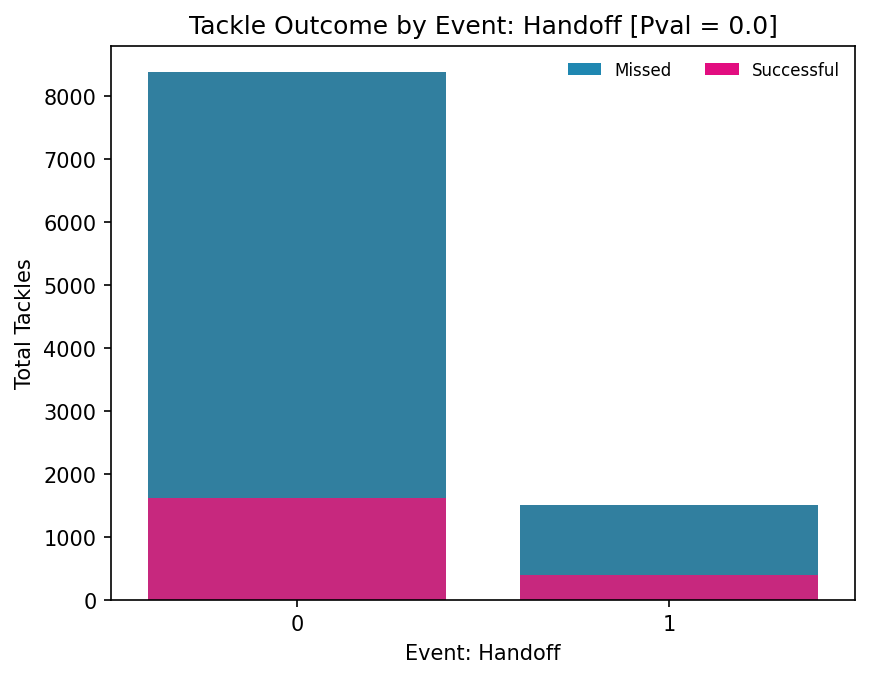 Tackle Outcome by Event: Handoff [Pval = 0.0]
Missed Successful
8000
7000
6000
5000
4000
3000
2000
1000
0
Total Tackles
0 1
Event: Handoff